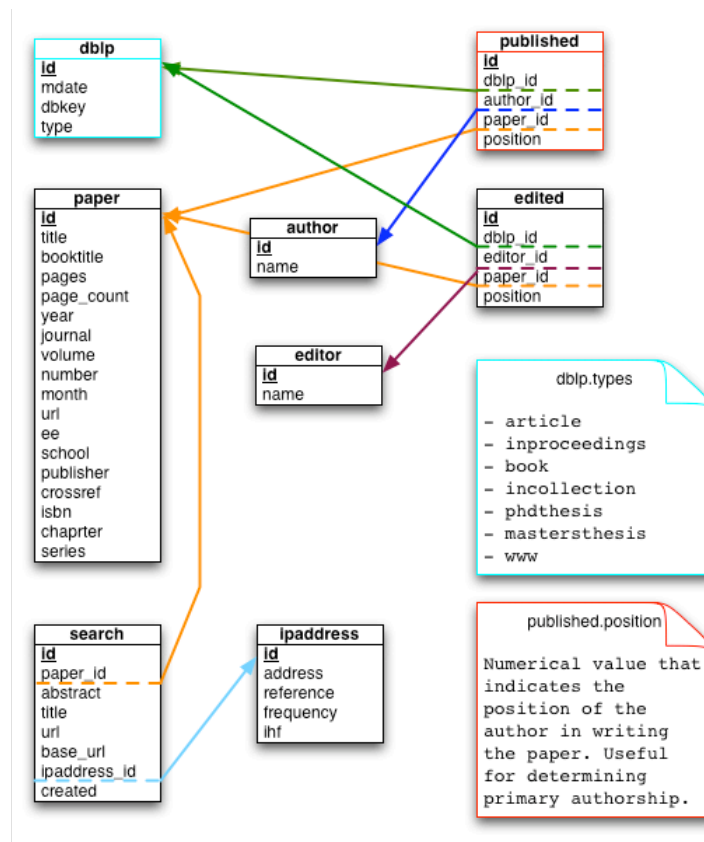 dblp
id
mdate
dbkey
type
published
id
dblp_id
author_id
paper_id
position
paper
id
title
booktitle
pages
page_count
year
journal
volume
number
month
url
ee
school
publisher
crossref
isbn
chaprter
series
author
id
name
edited
id
dblp_id
editor_id
paper_id
position
editor
id
name
dblp.types
- article
- inproceedings
- book
- incollection
- phdthesis
- mastersthesis
- www
search
id
paper_id
abstract
title
url
base_url
ipaddress_id
created
ipaddress
id
address
reference
frequency
ihf
published.position
Numerical value that
indicates the
position of the
author in writing
the paper. Useful
for determining
primary authorship.